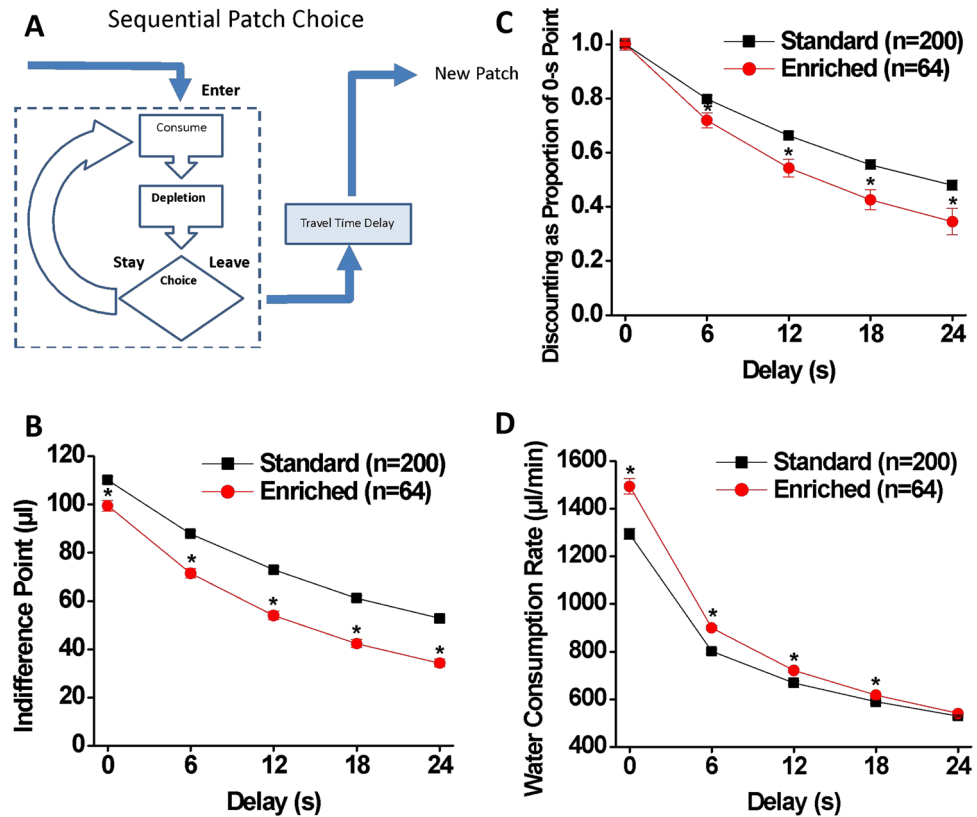 A
Sequential Patch Choice
Enter
New Patch
Consume
Depletion
Travel Time Delay
Stay
Leave
Choice
B
Standard (n=200)
Enriched (n=64)
Indifference Point (µl)
120
100
80
60
40
20
0
*
*
*
*
*
0 6 12 18 24
Delay (s)
C
Standard (n=200)
Enriched (n=64)
Discounting as Proportion of 0-s Point
1.0
0.8
0.6
0.4
0.2
0.0
*
*
*
*
0 6 12 18 24
Delay (s)
D
Standard (n=200)
Enriched (n=64)
Water Consumption Rate (µl/min)
1600
1400
1200
1000
800
600
400
*
*
*
*
0 6 12 18 24
Delay (s)